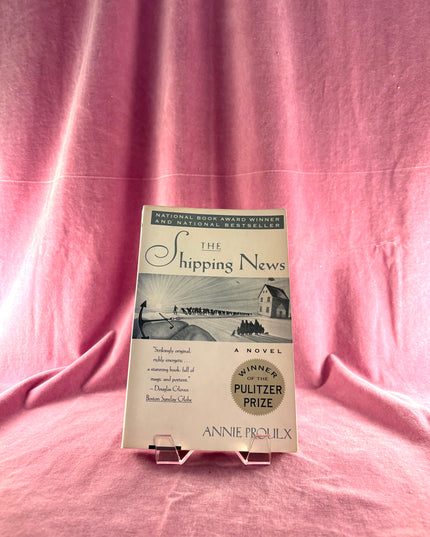 NATIONAL BOOK AWARD WINNER
AND NATIONAL BESTSELLER
THE
Shipping News
A NOVEL
"Strikingly original,
richly energetic . . .
a stunning book, full of
magic and portent."
– Douglas Glover,
Boston Sunday Globe
WINNER
OF THE
PULITZER
PRIZE
ANNIE PROULX